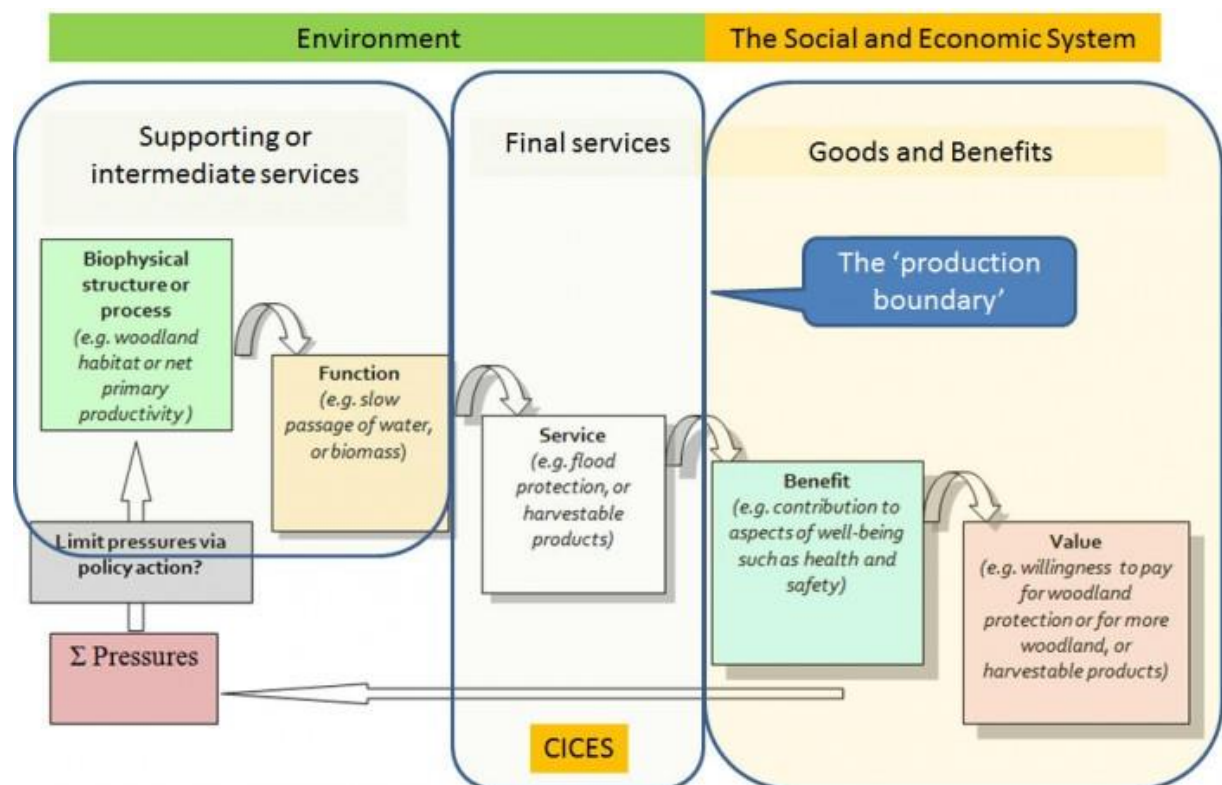 Environment
The Social and Economic System
Supporting or
intermediate services
Final services
Goods and Benefits
The ‘production
boundary’
Biophysical
structure or
process
(e.g. woodland
habitat or net
primary
productivity )
Function
(e.g. slow
passage of water,
or biomass)
Service
(e.g. flood
protection, or
harvestable
products)
Benefit
(e.g. contribution to
aspects of well-being
such as health and
safety)
Value
(e.g. willingness to pay
for woodland
protection or for more
woodland, or
harvestable products)
Limit pressures via
policy action?
Σ Pressures
CICES